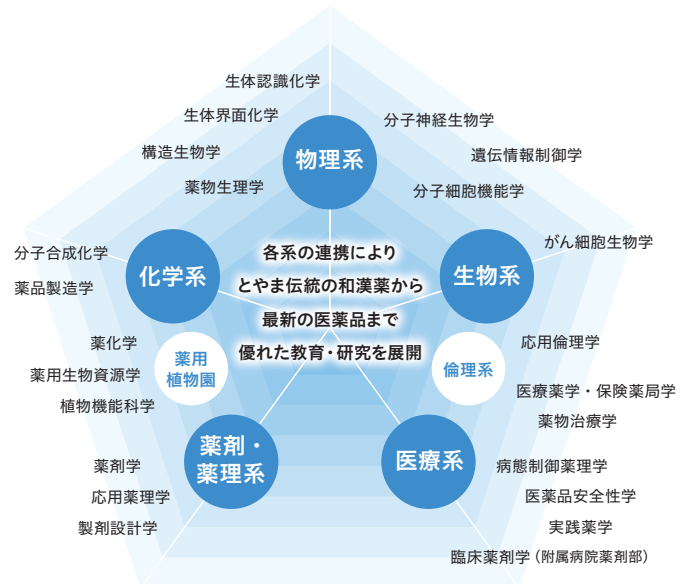 生体認識化学
生体界面化学
構造生物学
薬物生理学
物理系
分子神経生物学
遺伝情報制御学
分子細胞機能学
がん細胞生物学
分子合成化学
薬品製造学
化学系
各系の連携により
とやま伝統の和漢薬から
最新の医薬品まで
優れた教育・研究を展開
生物系
薬化学
薬用生物資源学
植物機能科学
薬用
植物園
倫理系
応用倫理学
医療薬学・保険薬局学
薬物治療学
薬剤学
応用薬理学
製剤設計学
薬剤・
薬理系
医療系
病態制御薬理学
医薬品安全性学
実践薬学
臨床薬剤学（附属病院薬剤部）